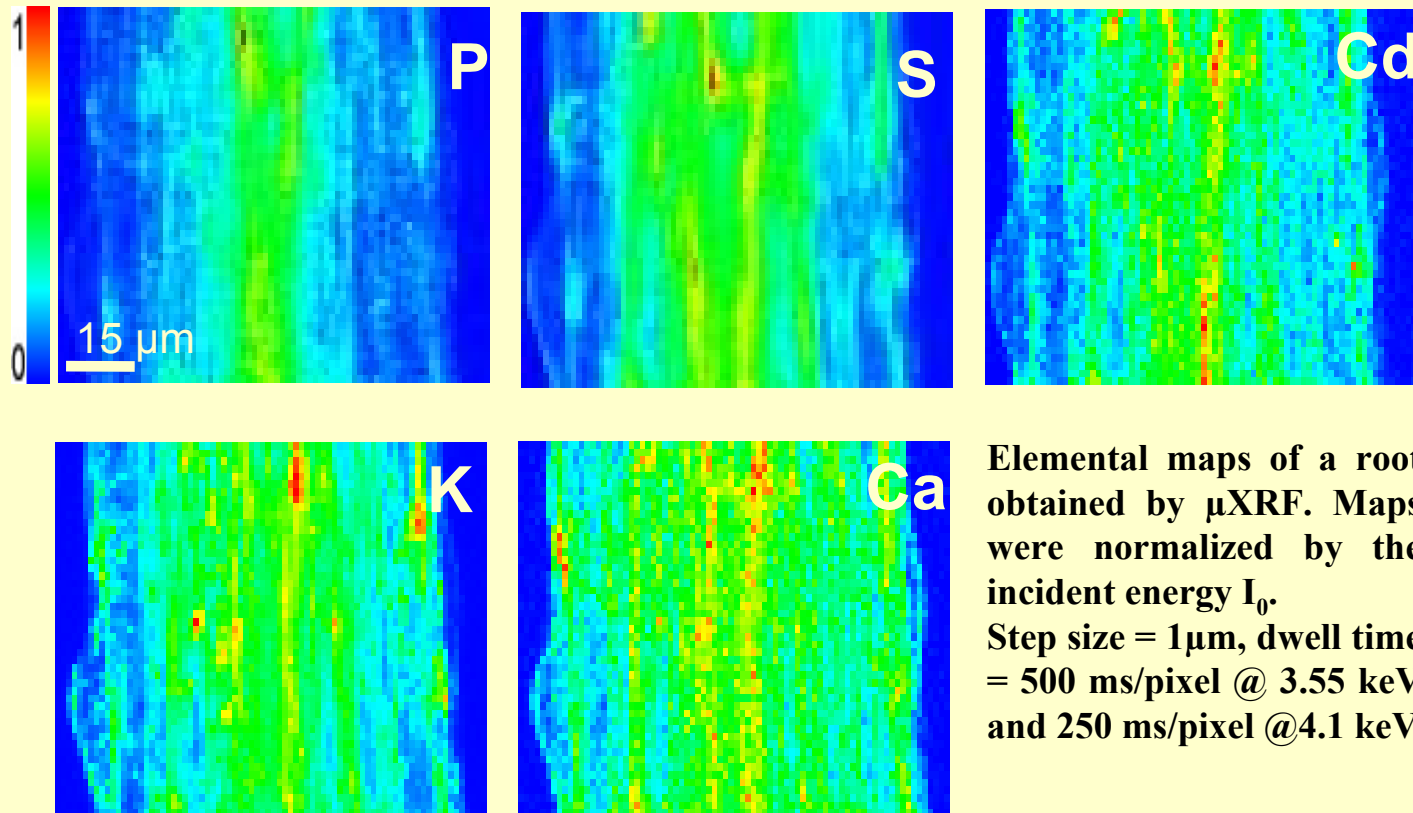 1
0
P
15 µm
S
Cd
K
Ca
Elemental maps of a root
obtained by µXRF. Maps
were normalized by the
incident energy I₀.
Step size = 1µm, dwell time
= 500 ms/pixel @ 3.55 keV
and 250 ms/pixel @4.1 keV